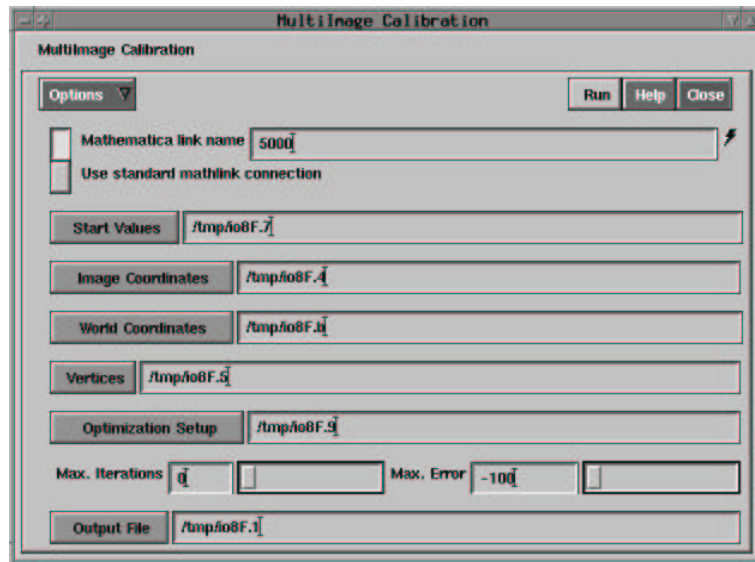 MultiImage Calibration
MultiImage Calibration
Options
Run Help Close
Mathematica link name 5000
Use standard mathlink connection
Start Values /tmp/io8F.7
Image Coordinates /tmp/io8F.4
World Coordinates /tmp/io8F.b
Vertices /tmp/io8F.5
Optimization Setup /tmp/io8F.9
Max. Iterations 0 Max. Error -100
Output File /tmp/io8F.1